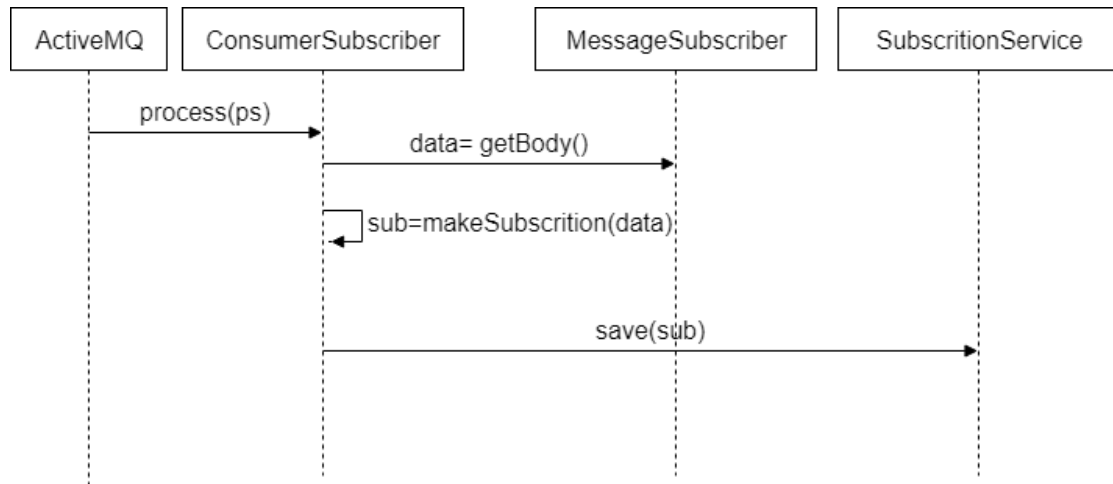 ActiveMQ
ConsumerSubscriber
MessageSubscriber
SubscritionService
process(ps)
data= getBody()
sub=makeSubscrition(data)
save(sub)